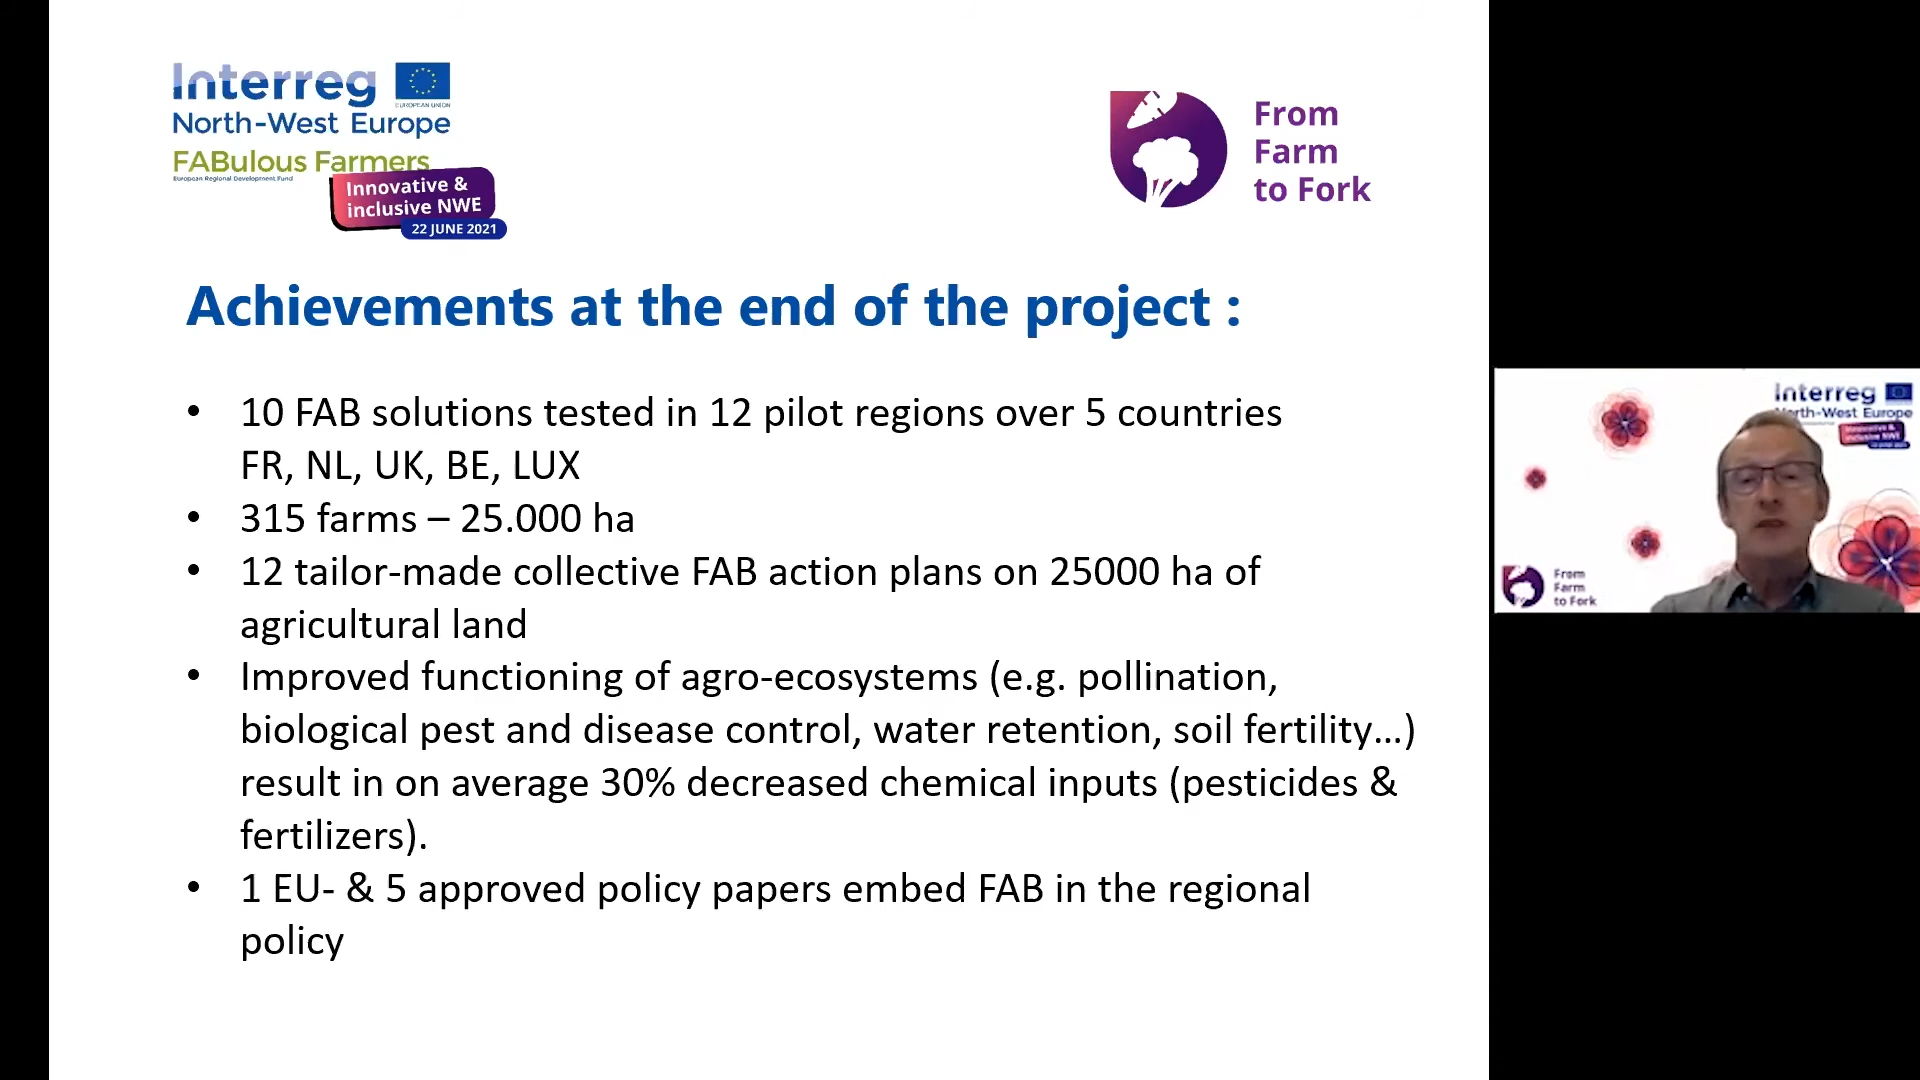 Interreg
EUROPEAN UNION
North-West Europe
FABulous Farmers
European Regional Development Fund
Innovative &
inclusive NWE
22 JUNE 2021
From
Farm
to Fork
Achievements at the end of the project :
• 10 FAB solutions tested in 12 pilot regions over 5 countries
FR, NL, UK, BE, LUX
• 315 farms – 25.000 ha
• 12 tailor-made collective FAB action plans on 25000 ha of
agricultural land
• Improved functioning of agro-ecosystems (e.g. pollination,
biological pest and disease control, water retention, soil fertility…)
result in on average 30% decreased chemical inputs (pesticides &
fertilizers).
• 1 EU- & 5 approved policy papers embed FAB in the regional
policy
Interreg
North-West Europe
Innovative &
inclusive NWE
From
Farm
to Fork